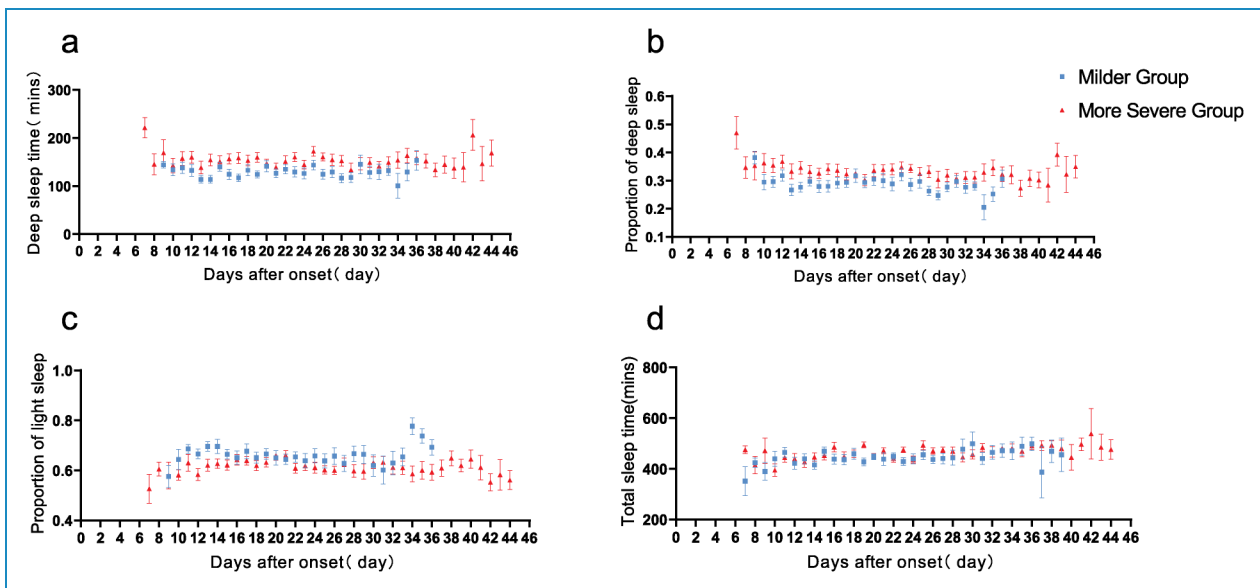 a
Deep sleep time( mins)
300
200
100
0
0 2 4 6 8 10 12 14 16 18 20 22 24 26 28 30 32 34 36 38 40 42 44 46
Days after onset( day)
b
Milder Group
More Severe Group
Proportion of deep sleep
0.6
0.5
0.4
0.3
0.2
0.1
0 2 4 6 8 10 12 14 16 18 20 22 24 26 28 30 32 34 36 38 40 42 44 46
Days after onset( day)
c
Proportion of light sleep
1.0
0.8
0.6
0.4
0 2 4 6 8 10 12 14 16 18 20 22 24 26 28 30 32 34 36 38 40 42 44 46
Days after onset( day)
d
Total sleep time(mins)
800
600
400
200
0 2 4 6 8 10 12 14 16 18 20 22 24 26 28 30 32 34 36 38 40 42 44 46
Days after onset( day)